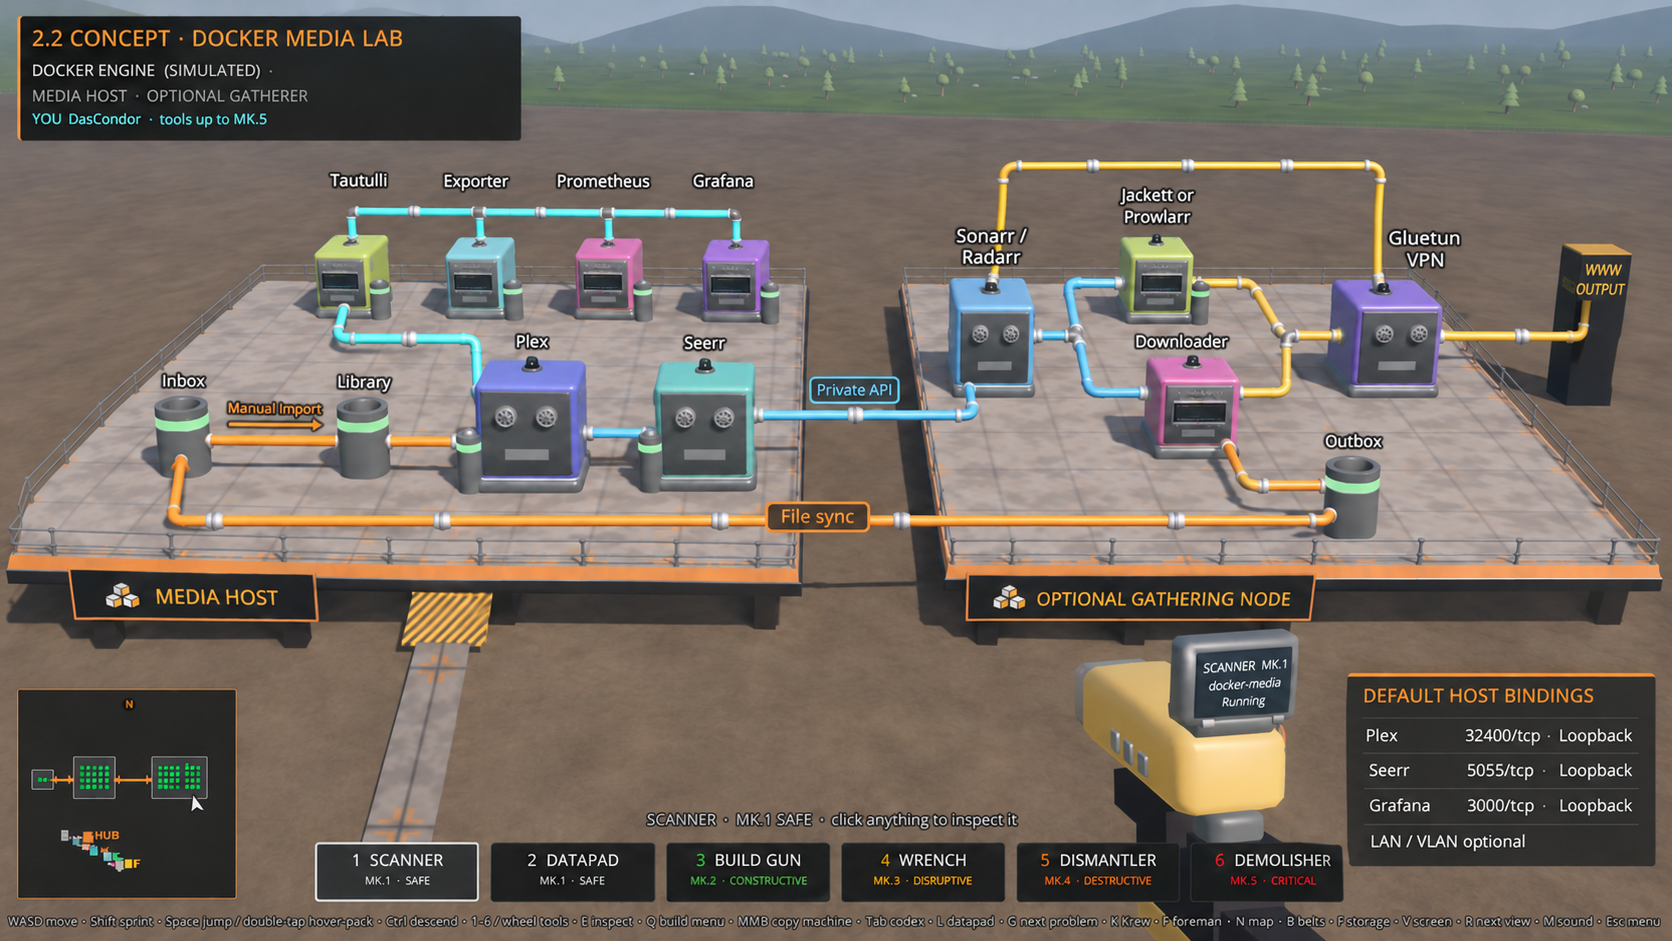 2.2 CONCEPT · DOCKER MEDIA LAB
DOCKER ENGINE (SIMULATED) ·
MEDIA HOST · OPTIONAL GATHERER
YOU DasCondor · tools up to MK.5
Tautulli
Exporter
Prometheus
Grafana
Jackett or
Prowlarr
Sonarr /
Radarr
Gluetun
VPN
WWW
OUTPUT
Plex
Seerr
Downloader
Inbox
Library
Manual Import
Private API
Outbox
File sync
MEDIA HOST
OPTIONAL GATHERING NODE
SCANNER MK.1
docker-media
Running
DEFAULT HOST BINDINGS
Plex 32400/tcp · Loopback
Seerr 5055/tcp · Loopback
Grafana 3000/tcp · Loopback
LAN / VLAN optional
N
HUB
F
SCANNER · MK.1 SAFE · click anything to inspect it
1 SCANNER
MK.1 · SAFE
2 DATAPAD
MK.1 · SAFE
3 BUILD GUN
MK.2 · CONSTRUCTIVE
4 WRENCH
MK.3 · DISRUPTIVE
5 DISMANTLER
MK.4 · DESTRUCTIVE
6 DEMOLISHER
MK.5 · CRITICAL
WASD move · Shift sprint · Space jump / double-tap hover-pack · Ctrl descend · 1-6 / wheel tools · E inspect · Q build menu · MMB copy machine · Tab codex · L datapad · G next problem · K Krew · F foreman · N map · B belts · F storage · V screen · R next view · M sound · Esc menu